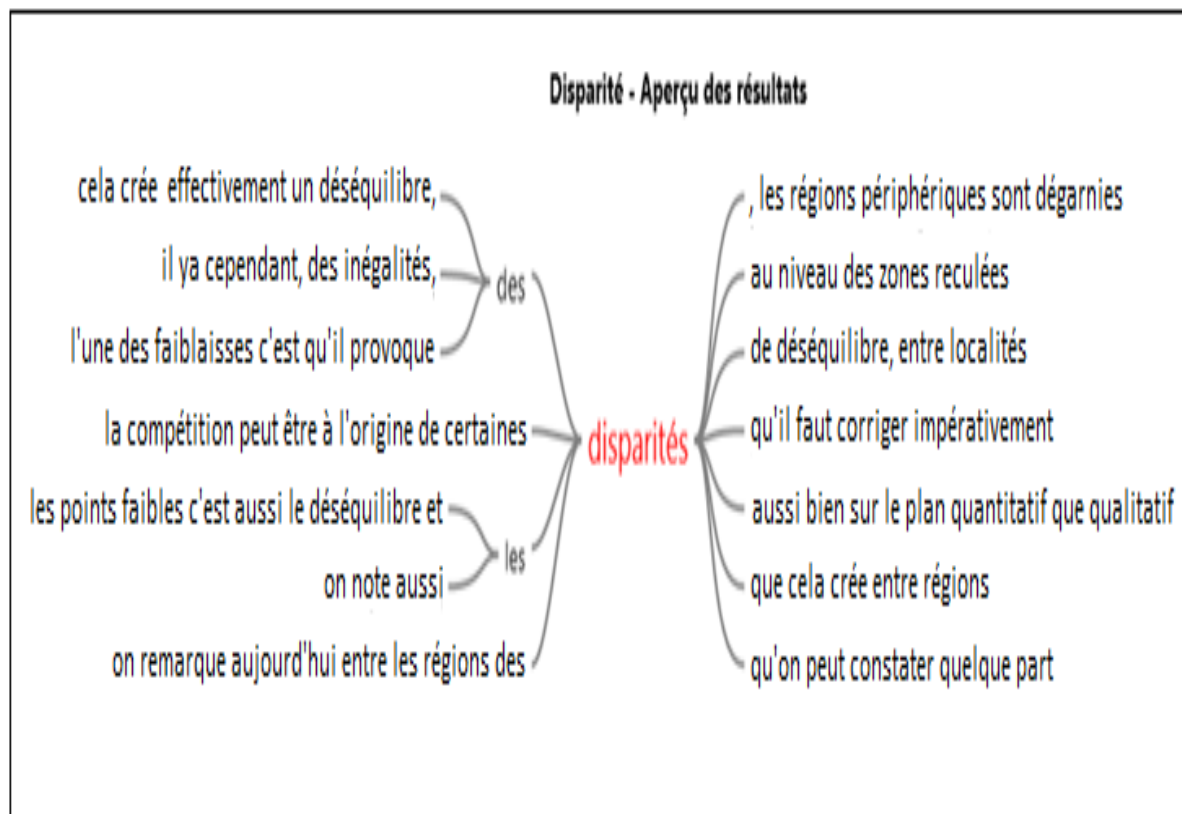 Disparité - Aperçu des résultats
cela crée effectivement un déséquilibre,
il ya cependant, des inégalités,
l'une des faiblaisses c'est qu'il provoque
des
la compétition peut être à l'origine de certaines
les points faibles c'est aussi le déséquilibre et
on note aussi
les
on remarque aujourd'hui entre les régions des
disparités
, les régions périphériques sont dégarnies
au niveau des zones reculées
de déséquilibre, entre localités
qu'il faut corriger impérativement
aussi bien sur le plan quantitatif que qualitatif
que cela crée entre régions
qu'on peut constater quelque part